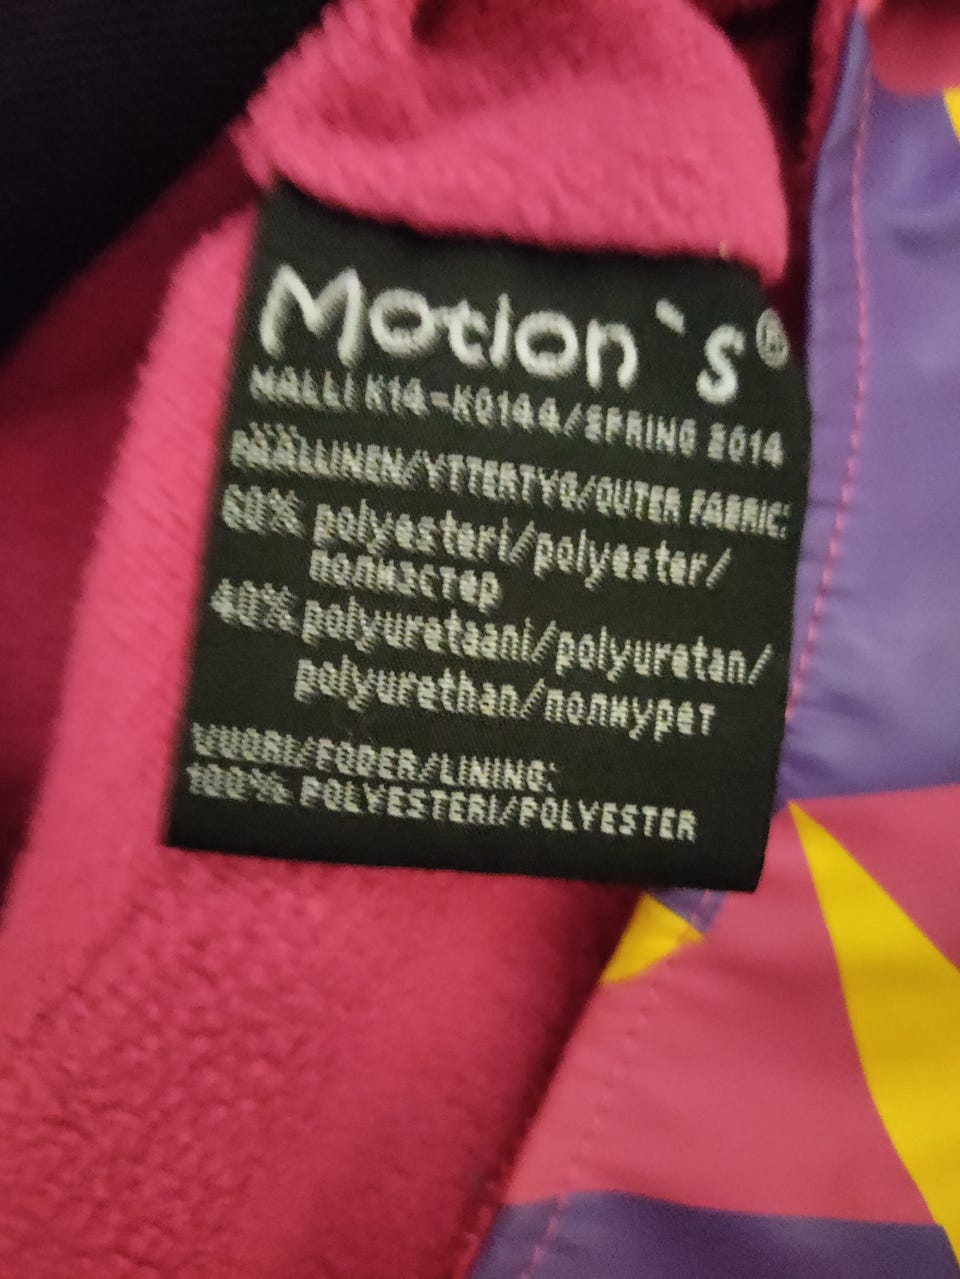 Motion`s®
MALLI K14-K0144/SPRING 2014
PÄÄLLINEN/YTTERTYG/OUTER FABRIC:
60% polyesteri/polyester/
полиэстер
40% polyuretaani/polyuretan/
polyurethan/полиурет
VUORI/FODER/LINING:
100% POLYESTERI/POLYESTER